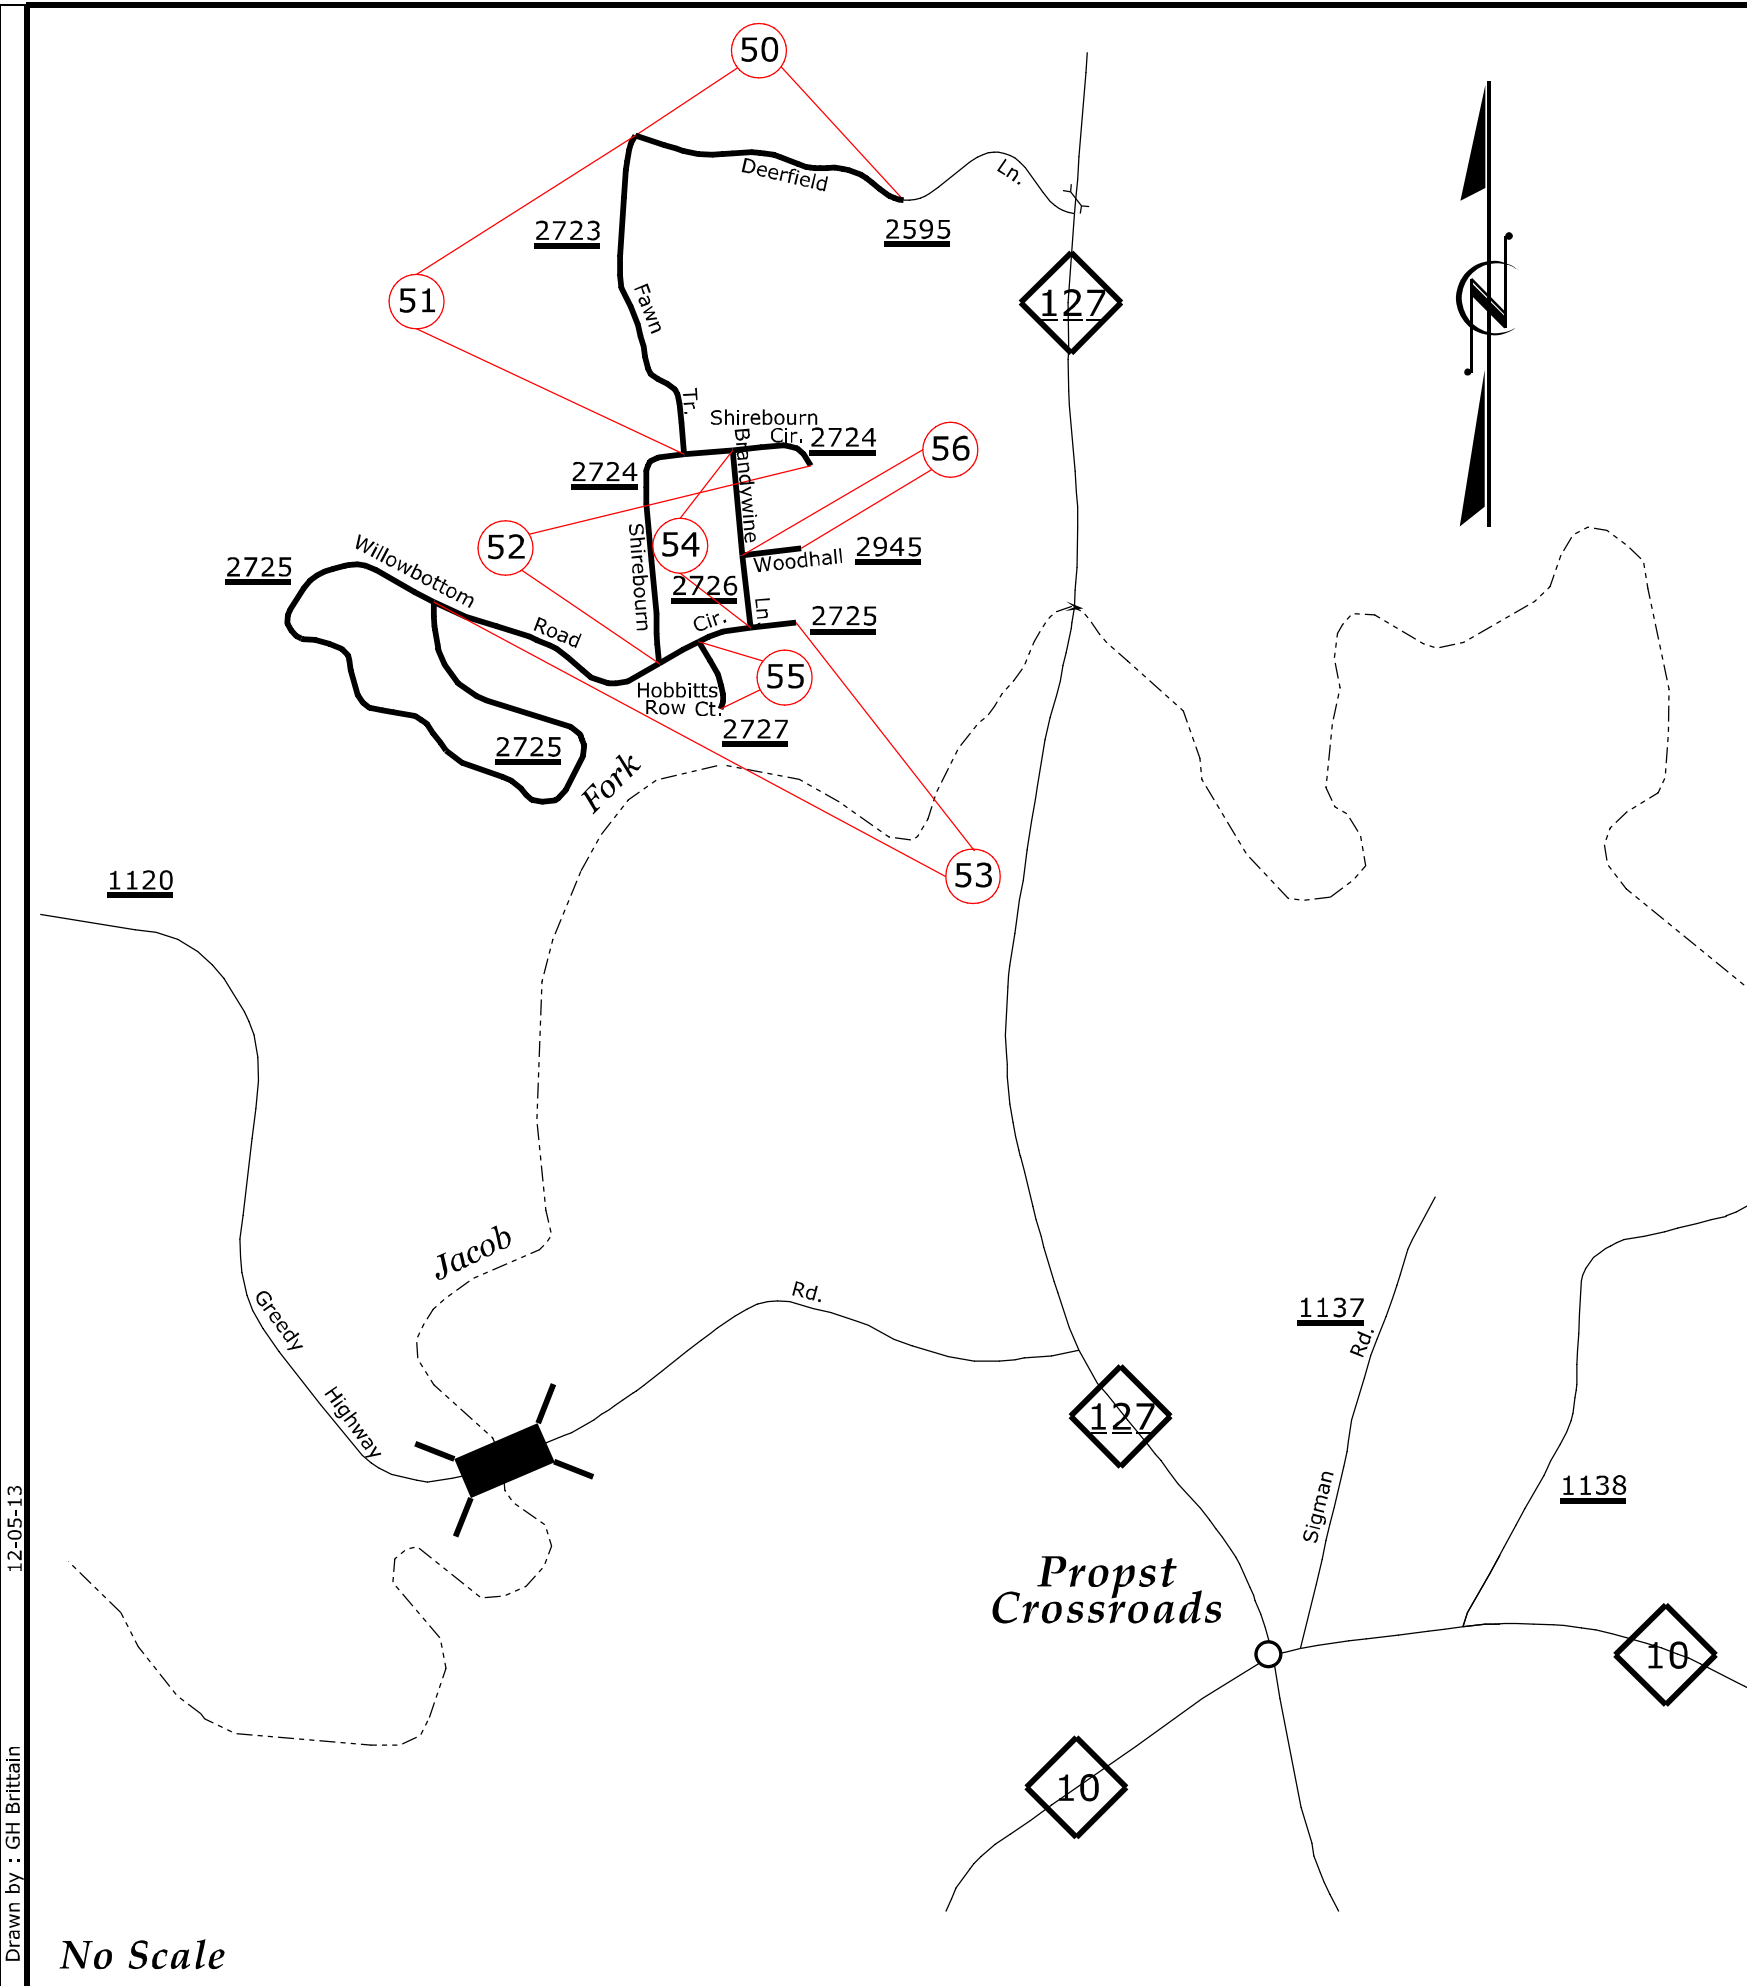 50
Deerfield
Ln.
2723
2595
51
Fawn
127
Tr.
Shirebourn
Cir.
2724
Brandywine
56
2724
52
54
Shirebourn
Woodhall
2945
Willowbottom
2725
2726
Ln.
2725
Road
Cir.
55
Hobbitts
Row Ct.
2727
2725
Fork
53
1120
Jacob
Greedy
Highway
Rd.
1137
Rd.
127
Sigman
1138
Propst
Crossroads
10
10
No Scale
Drawn by : GH Brittain
12-05-13